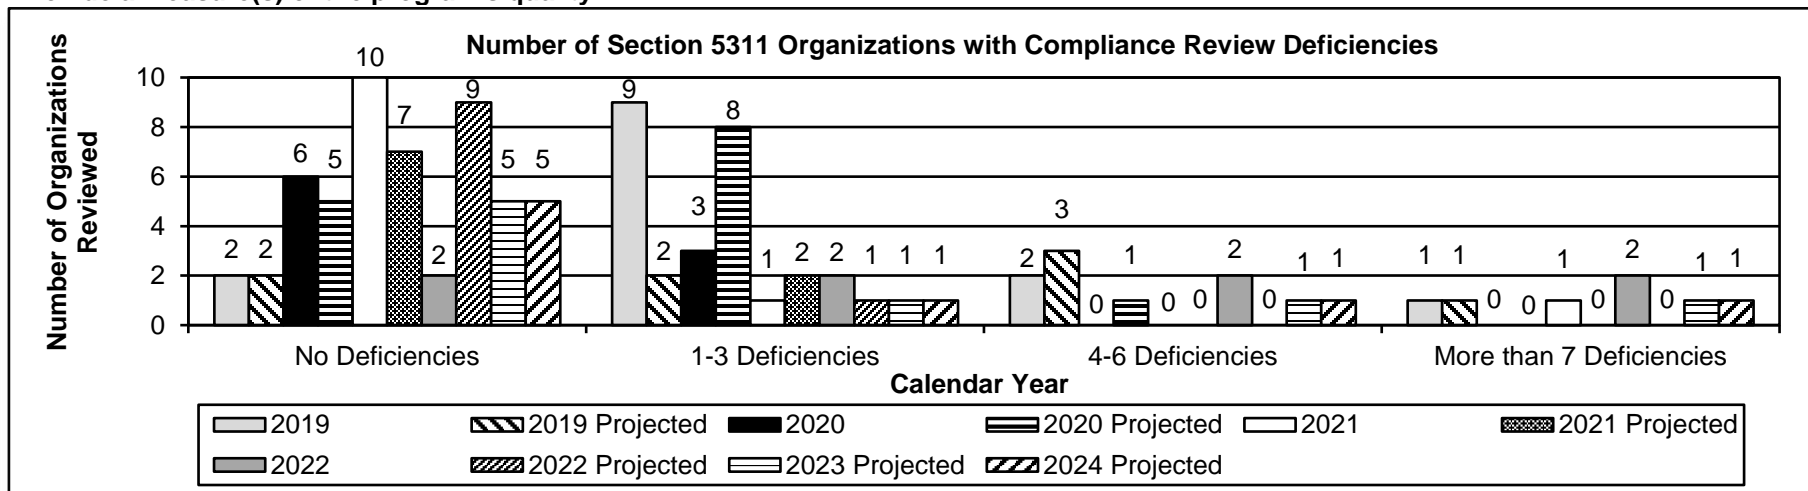 Number of Section 5311 Organizations with Compliance Review Deficiencies
Number of Organizations
Reviewed
10
8
6
4
2
0
2 2 6 5 10 7 2 9 5 5
9 2 3 8 1 2 2 1 1 1
2 3 0 1 0 0 2 0 1 1
1 1 0 0 1 0 2 0 1 1
No Deficiencies 1-3 Deficiencies 4-6 Deficiencies More than 7 Deficiencies
Calendar Year
2019 2019 Projected 2020 2020 Projected 2021 2021 Projected
2022 2022 Projected 2023 Projected 2024 Projected